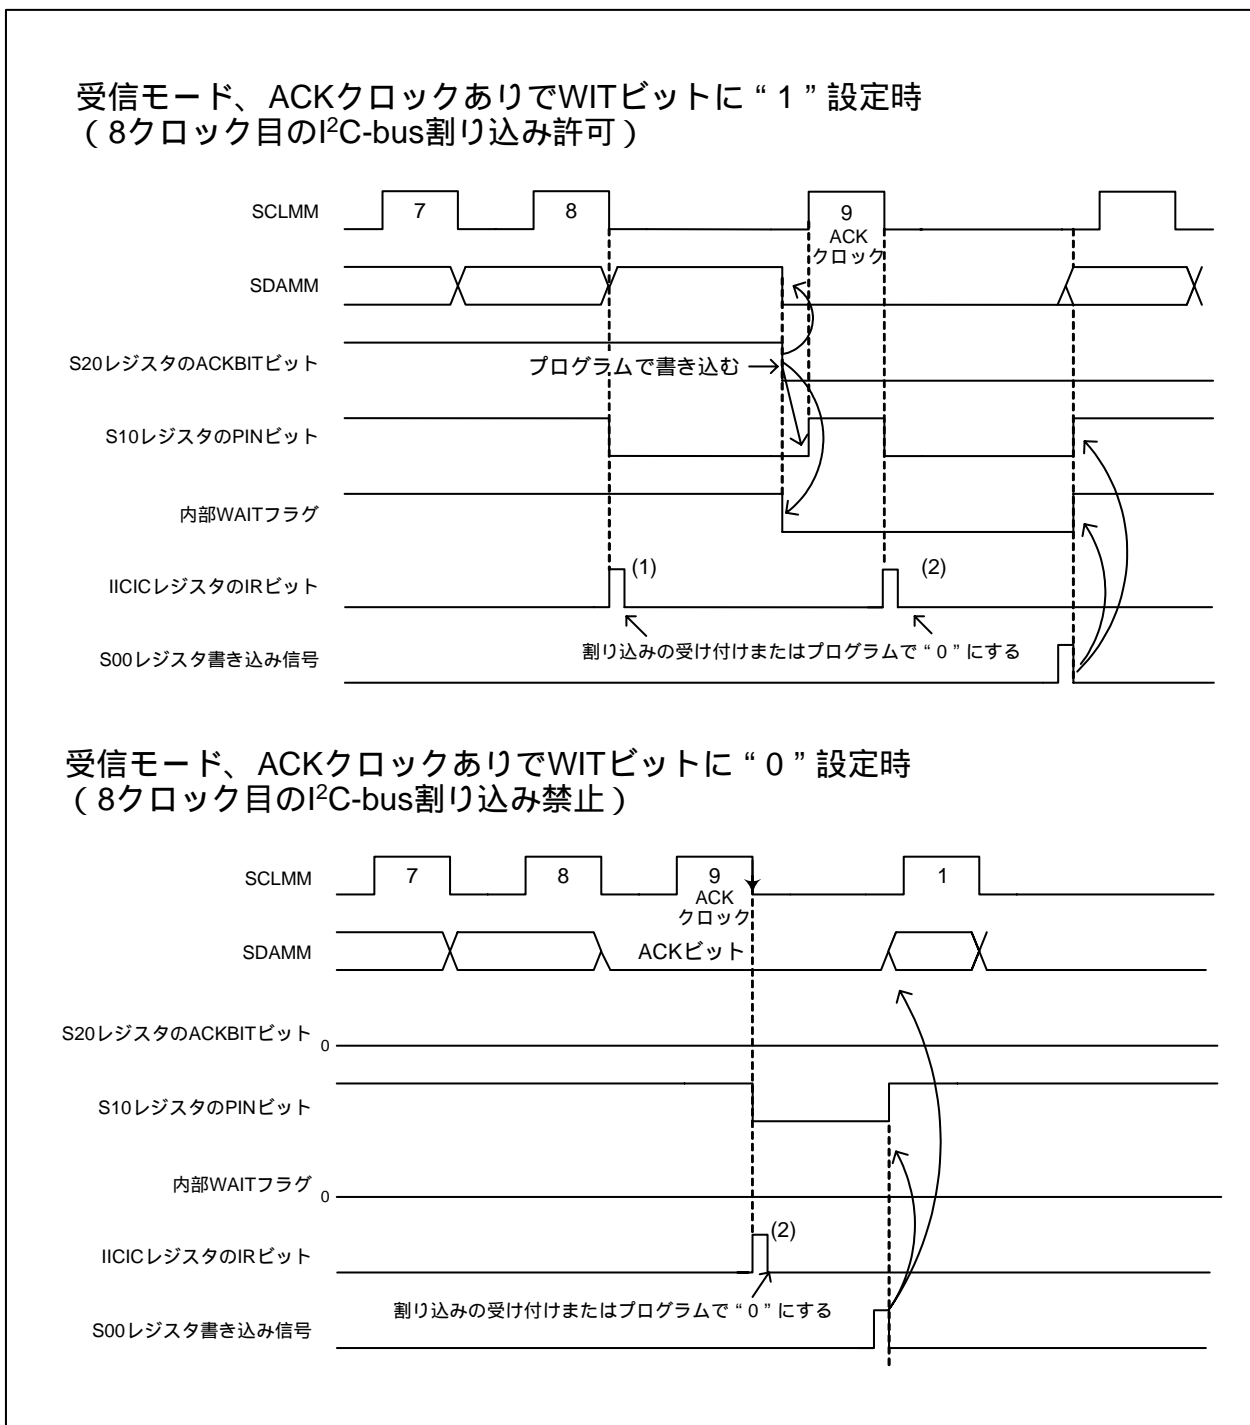 受信モード、ACKクロックありでWITビットに“1”設定時
(8クロック目のI²C-bus割り込み許可)
SCLMM
7
8
9
ACK
クロック
SDAMM
S20レジスタのACKBITビット
プログラムで書き込む
S10レジスタのPINビット
内部WAITフラグ
IICICレジスタのIRビット
(1)
(2)
割り込みの受け付けまたはプログラムで“0”にする
S00レジスタ書き込み信号
受信モード、ACKクロックありでWITビットに“0”設定時
(8クロック目のI²C-bus割り込み禁止)
SCLMM
7
8
9
ACK
クロック
1
SDAMM
ACKビット
S20レジスタのACKBITビット
0
S10レジスタのPINビット
内部WAITフラグ
0
IICICレジスタのIRビット
(2)
割り込みの受け付けまたはプログラムで“0”にする
S00レジスタ書き込み信号